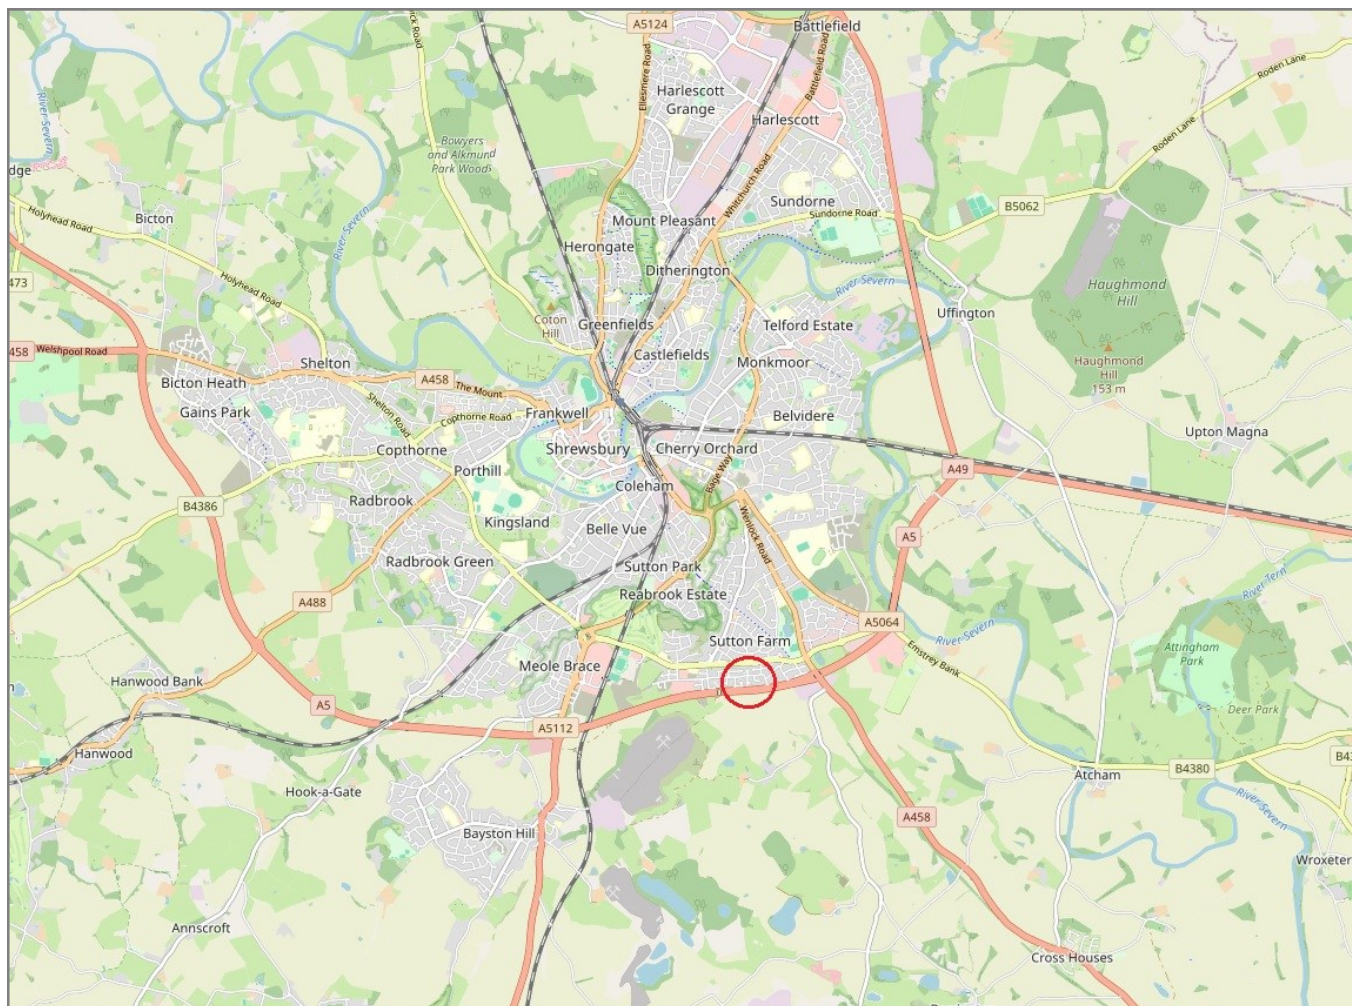 A5124
Battlefield
Ellesmere Road
Battlefield Road
Roden Lane
River Severn
Harlescott
Grange
Harlescott
Bowyers
and Alkmund
Park Woods
Roden Lane
Whitchurch Road
Holyhead Road
Bicton
River Severn
Mount Pleasant
Sundorne
Sundorne Road
B5062
Herongate
Ditherington
Holyhead Road
River Severn
Haughmond
Hill
Coton
Hill
Greenfields
Telford Estate
Uffington
Welshpool Road
Shelton
Castlefields
Monkmoor
Haughmond
Hill
153 m
Bicton Heath
A458
The Mount
Gains Park
Shelton Road
Copthorne Road
Frankwell
Belvidere
Upton Magna
Copthorne
Shrewsbury
Cherry Orchard
Porthill
A49
Coleham
Bage Way
B4386
Radbrook
Kingsland
Belle Vue
Wenlock Road
A5
Radbrook Green
Sutton Park
River Tern
A488
Reabrook Estate
A5064
Sutton Farm
River Severn
Emstrey Bank
Attingham
Park
Meole Brace
Hanwood Bank
A5
Deer Park
A5112
Hanwood
B4380
Atcham
Hook-a-Gate
River Severn
A458
Bayston Hill
Wroxeter
Annscroft
Cross Houses